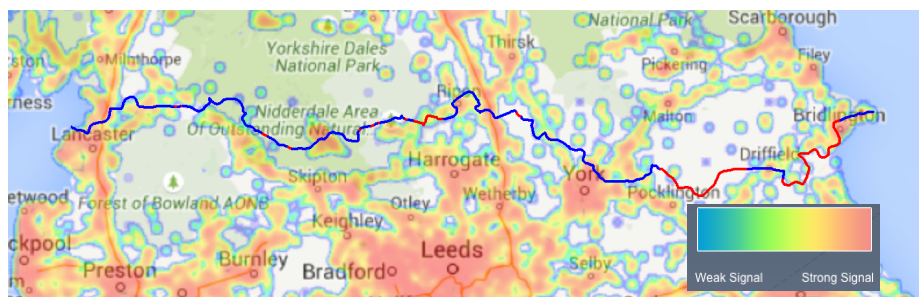 National Park
Scarborough
Yorkshire Dales
National Park
Thirsk
Filey
Milnthorpe
Pickering
Nidderdale Area
Of Outstanding Natural...
Ripon
Malton
Bridlington
Lancaster
Harrogate
Driffield
Skipton
York
Pocklington
Forest of Bowland AONB
Otley
Wetherby
etwood
Keighley
ckpool
Leeds
Burnley
Bradford
Selby
Preston
Weak Signal
Strong Signal